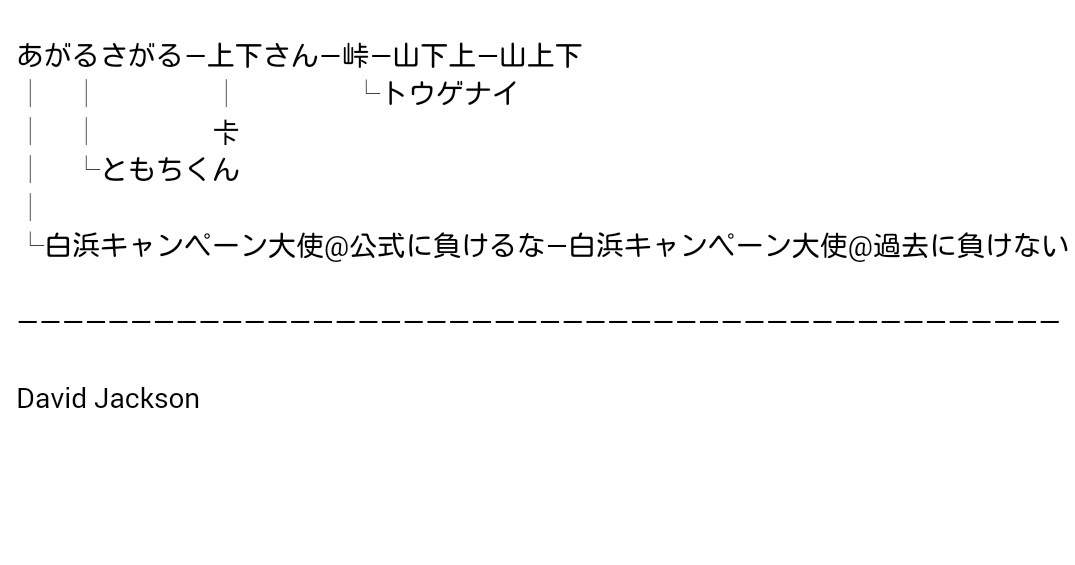 あがるさがる－上下さん－峠－山下上－山上下
│　│　　　　│　　　　└トウゲナイ
│　│　　　　卡
│　└ともちくん
│
└白浜キャンペーン大使@公式に負けるな－白浜キャンペーン大使@過去に負けない
－－－－－－－－－－－－－－－－－－－－－－－－－－－－－－－－－－－－－－－－－－－－－－
David Jackson